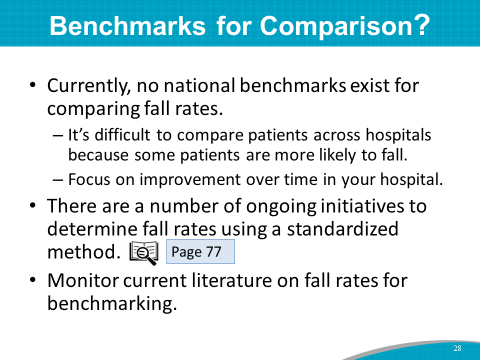 Benchmarks for Comparison?
• Currently, no national benchmarks exist for
comparing fall rates.
– It's difficult to compare patients across hospitals
because some patients are more likely to fall.
– Focus on improvement over time in your hospital.
• There are a number of ongoing initiatives to
determine fall rates using a standardized
method. Page 77
• Monitor current literature on fall rates for
benchmarking.
28